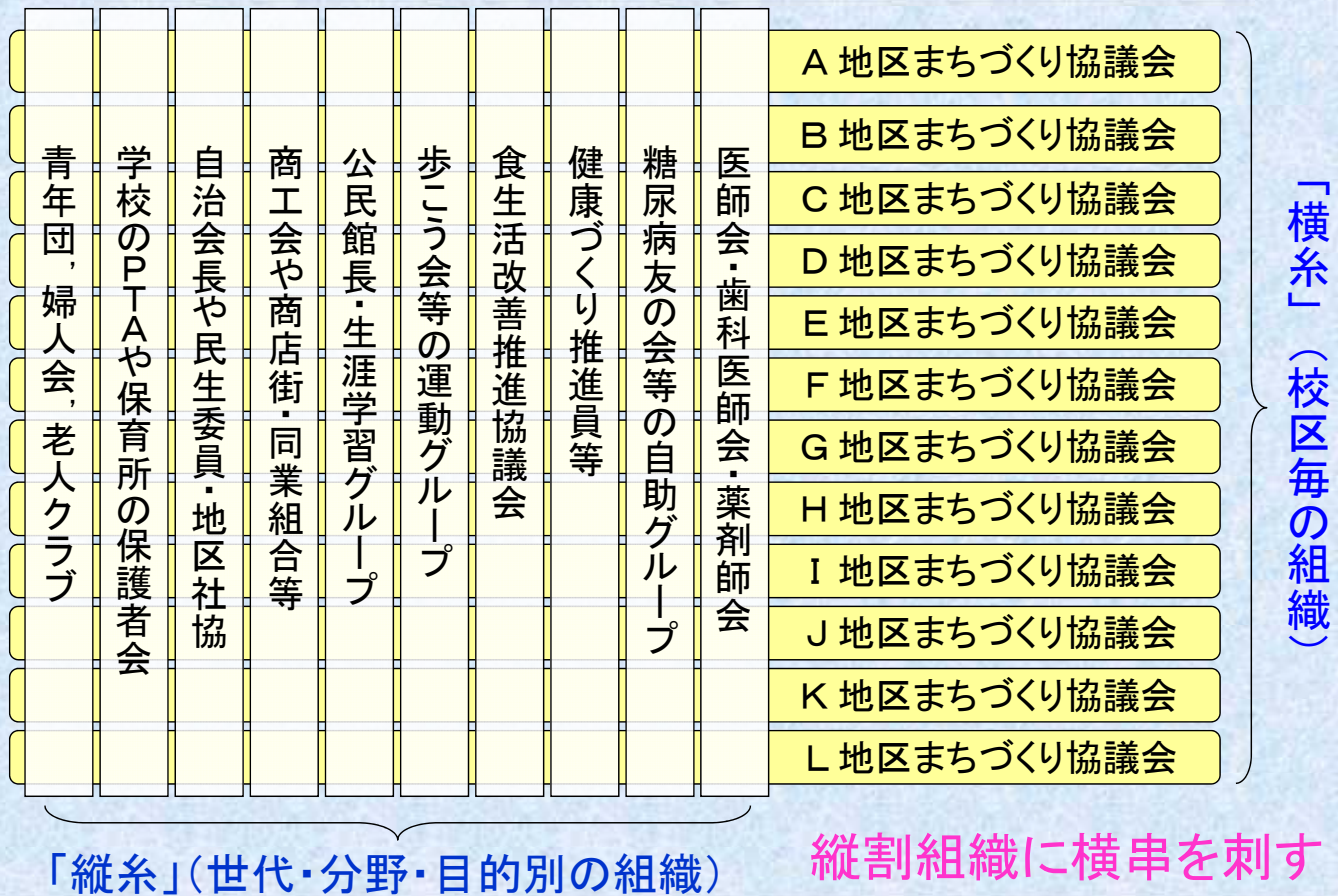 A 地区まちづくり協議会
B 地区まちづくり協議会
C 地区まちづくり協議会
D 地区まちづくり協議会
E 地区まちづくり協議会
F 地区まちづくり協議会
G 地区まちづくり協議会
H 地区まちづくり協議会
I 地区まちづくり協議会
J 地区まちづくり協議会
K 地区まちづくり協議会
L 地区まちづくり協議会
「横糸」（校区毎の組織）
医師会・歯科医師会・薬剤師会
糖尿病友の会等の自助グループ
健康づくり推進員等
食生活改善推進協議会
歩こう会等の運動グループ
公民館長・生涯学習グループ
商工会や商店街・同業組合等
自治会長や民生委員・地区社協
学校のPTAや保育所の保護者会
青年団，婦人会，老人クラブ
「縦糸」（世代・分野・目的別の組織）
縦割組織に横串を刺す